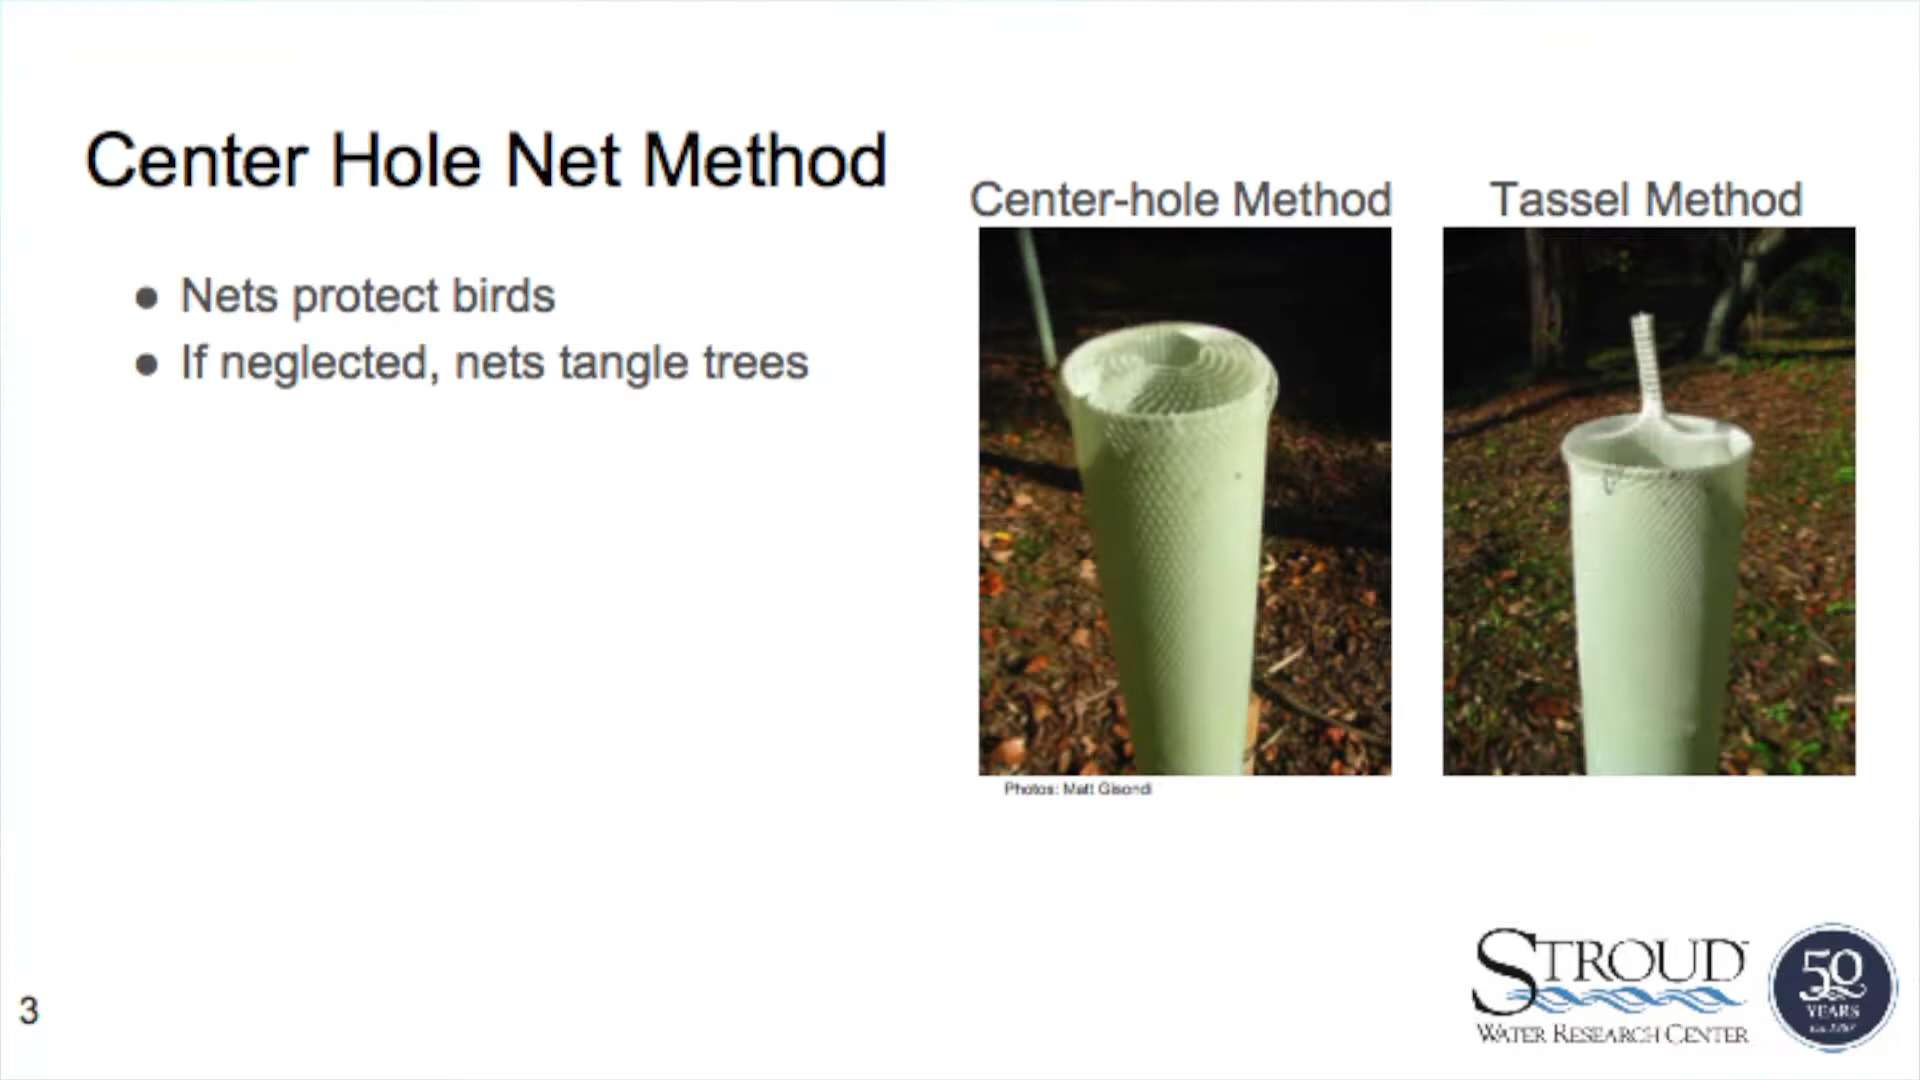 Center Hole Net Method
● Nets protect birds
● If neglected, nets tangle trees
Center-hole Method
Tassel Method
Photos: Matt Gisondi
3
STROUD
WATER RESEARCH CENTER
50
YEARS